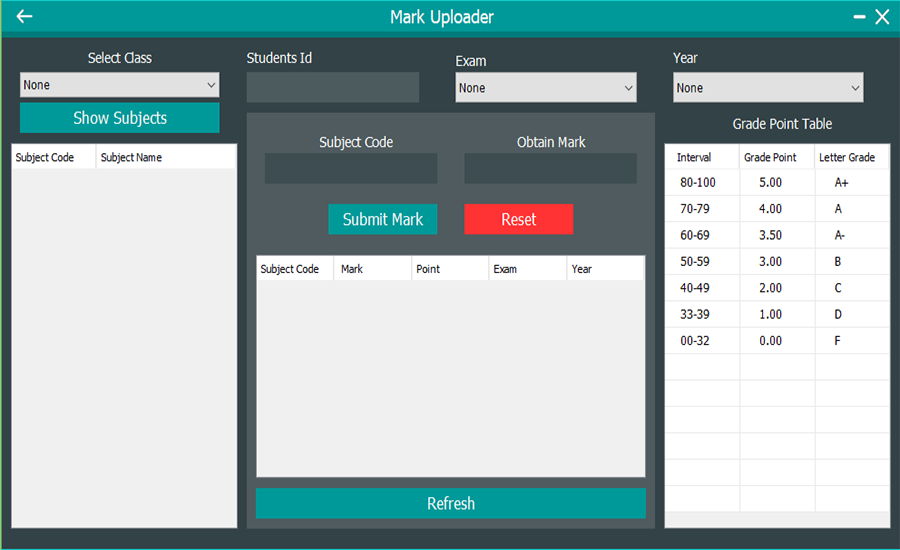 Mark Uploader
Select Class
None
Show Subjects
Subject Code Subject Name
Students Id
Exam
None
Year
None
Subject Code Obtain Mark
Submit Mark Reset
Subject Code Mark Point Exam Year
Refresh
Grade Point Table
Interval Grade Point Letter Grade
80-100 5.00 A+
70-79 4.00 A
60-69 3.50 A-
50-59 3.00 B
40-49 2.00 C
33-39 1.00 D
00-32 0.00 F